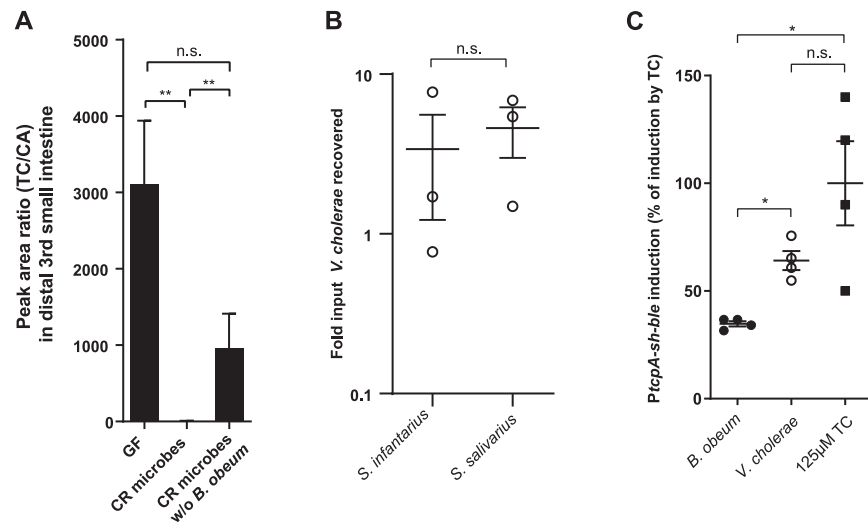 A
Peak area ratio (TC/CA)
in distal 3rd small intestine
5000
4000
3000
2000
1000
0
n.s.
**
**
GF
CR microbes
CR microbes
w/o B. obeum
B
Fold input V. cholerae recovered
10
1
0.1
n.s.
S. infantarius
S. salivarius
C
PtcpA-sh-ble induction (% of induction by TC)
150
100
50
0
*
n.s.
*
B. obeum
V. cholerae
125µM TC